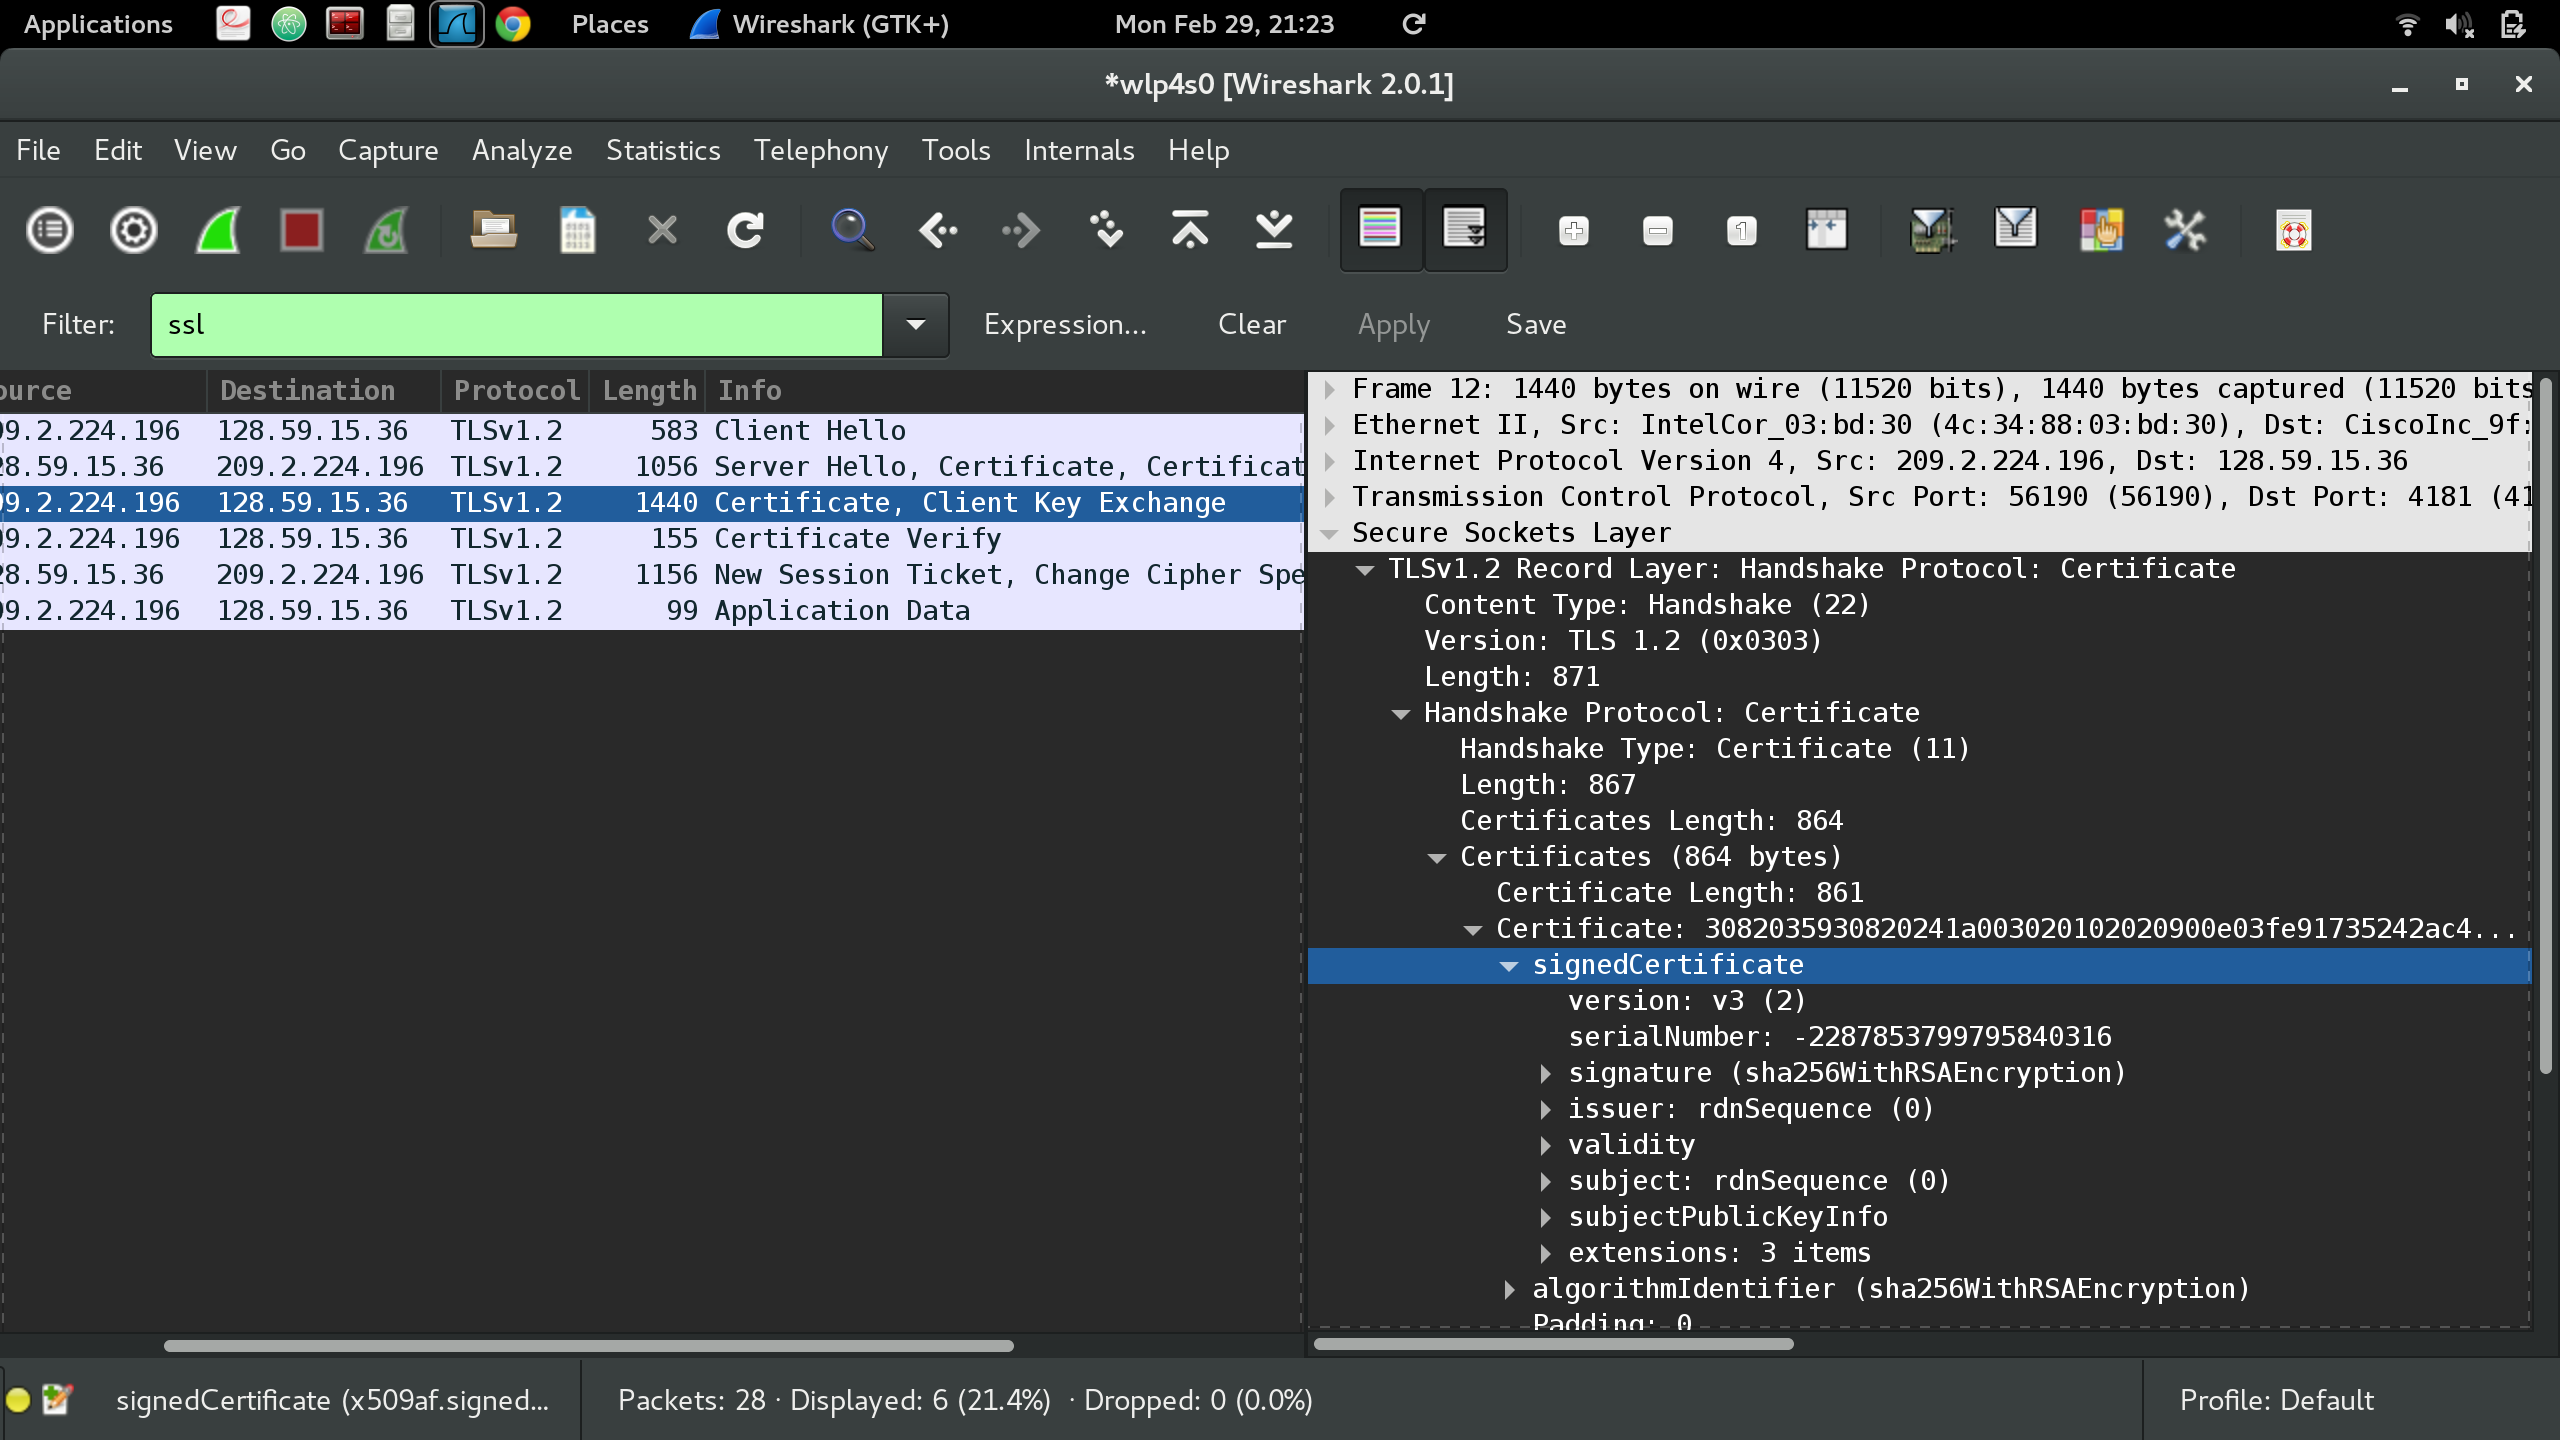 Applications Places Wireshark (GTK+) Mon Feb 29, 21:23
*wlp4s0 [Wireshark 2.0.1]
File Edit View Go Capture Analyze Statistics Telephony Tools Internals Help
Filter: ssl Expression... Clear Apply Save
ource Destination Protocol Length Info
09.2.224.196 128.59.15.36 TLSv1.2 583 Client Hello
28.59.15.36 209.2.224.196 TLSv1.2 1056 Server Hello, Certificate, Certificat
09.2.224.196 128.59.15.36 TLSv1.2 1440 Certificate, Client Key Exchange
09.2.224.196 128.59.15.36 TLSv1.2 155 Certificate Verify
28.59.15.36 209.2.224.196 TLSv1.2 1156 New Session Ticket, Change Cipher Spe
09.2.224.196 128.59.15.36 TLSv1.2 99 Application Data
Frame 12: 1440 bytes on wire (11520 bits), 1440 bytes captured (11520 bits
Ethernet II, Src: IntelCor_03:bd:30 (4c:34:88:03:bd:30), Dst: CiscoInc_9f:
Internet Protocol Version 4, Src: 209.2.224.196, Dst: 128.59.15.36
Transmission Control Protocol, Src Port: 56190 (56190), Dst Port: 4181 (41
Secure Sockets Layer
TLSv1.2 Record Layer: Handshake Protocol: Certificate
Content Type: Handshake (22)
Version: TLS 1.2 (0x0303)
Length: 871
Handshake Protocol: Certificate
Handshake Type: Certificate (11)
Length: 867
Certificates Length: 864
Certificates (864 bytes)
Certificate Length: 861
Certificate: 3082035930820241a003020102020900e03fe91735242ac4...
signedCertificate
version: v3 (2)
serialNumber: -2287853799795840316
signature (sha256WithRSAEncryption)
issuer: rdnSequence (0)
validity
subject: rdnSequence (0)
subjectPublicKeyInfo
extensions: 3 items
algorithmIdentifier (sha256WithRSAEncryption)
Padding: 0
signedCertificate (x509af.signed... Packets: 28 · Displayed: 6 (21.4%) · Dropped: 0 (0.0%) Profile: Default